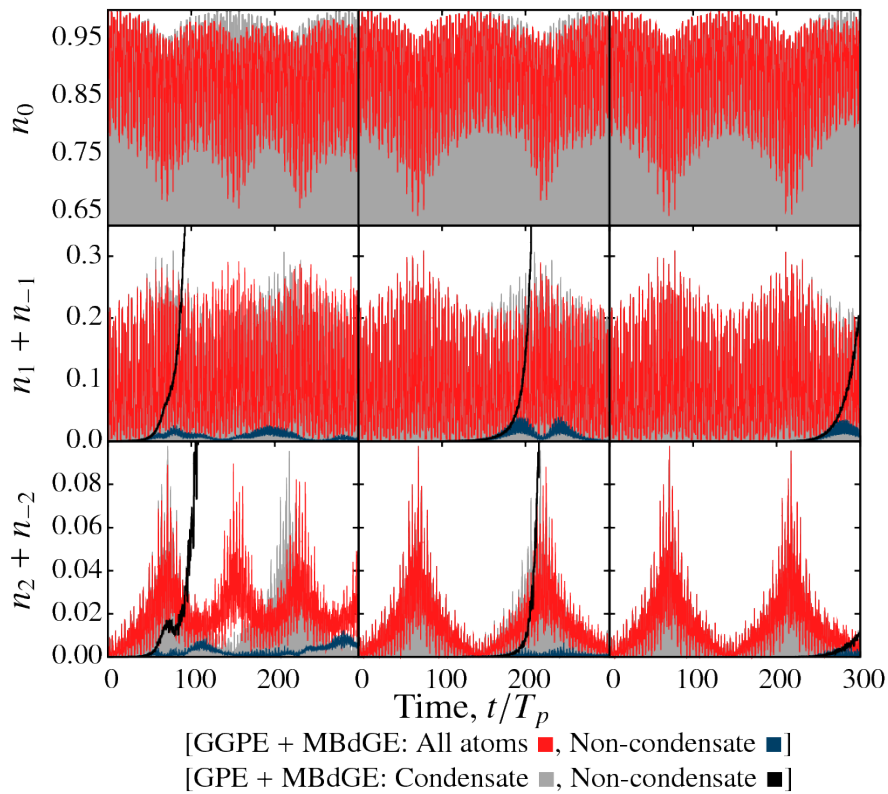 n₀
0.95
0.85
0.75
0.65
n₁ + n₋₁
0.3
0.2
0.1
0.0
n₂ + n₋₂
0.08
0.06
0.04
0.02
0.00
0 100 200 0 100 200 0 100 200 300
Time, t/Tₚ
[GGPE + MBdGE: All atoms , Non-condensate ]
[GPE + MBdGE: Condensate , Non-condensate ]